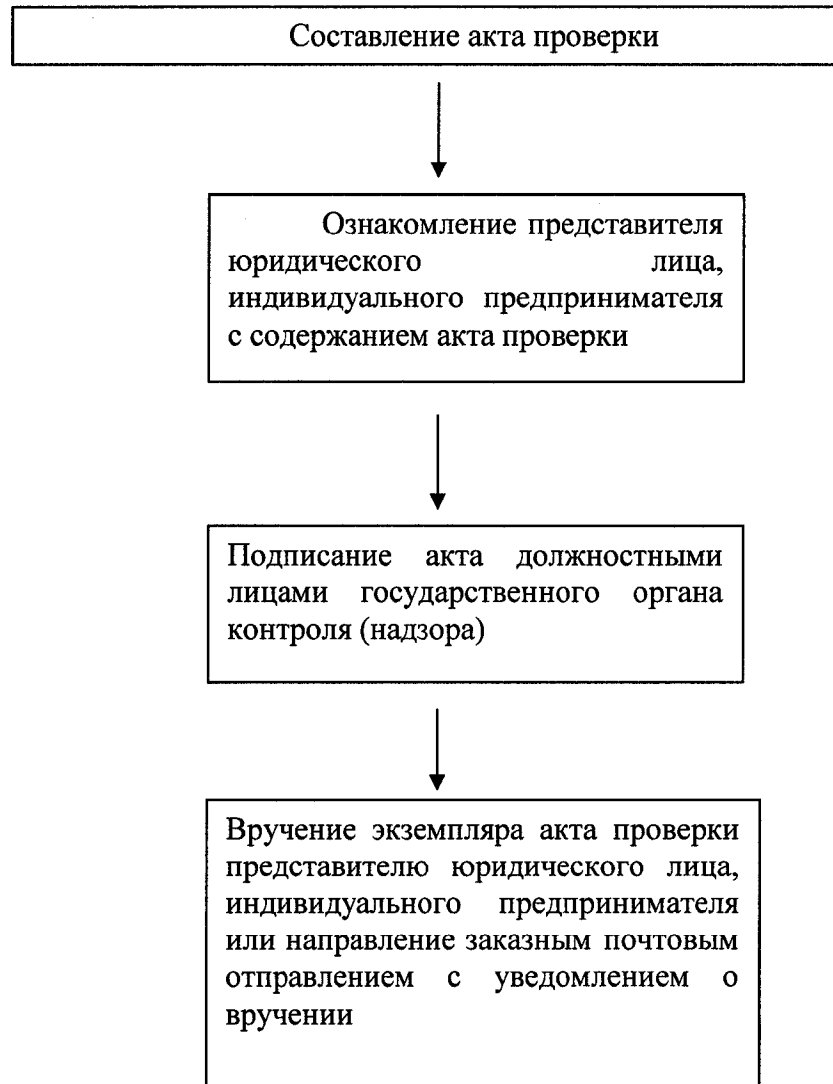 Составление акта проверки
Ознакомление представителя
юридического лица,
индивидуального предпринимателя
с содержанием акта проверки
Подписание акта должностными
лицами государственного органа
контроля (надзора)
Вручение экземпляра акта проверки
представителю юридического лица,
индивидуального предпринимателя
или направление заказным почтовым
отправлением с уведомлением о
вручении